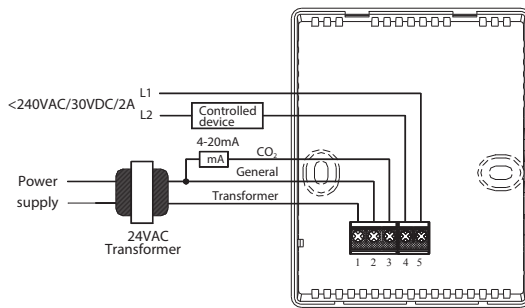 L1
<240VAC/30VDC/2A
L2
Controlled
device
4-20mA
mA
CO₂
General
Power
supply
Transformer
24VAC
Transformer
1 2 3 4 5